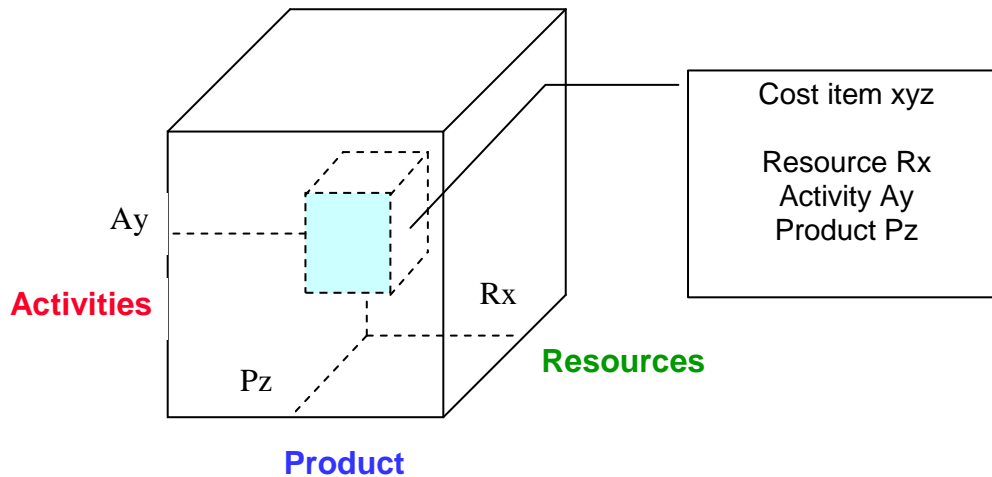 Cost item xyz
Resource Rx
Activity Ay
Product Pz
Ay
Activities
Rx
Resources
Pz
Product